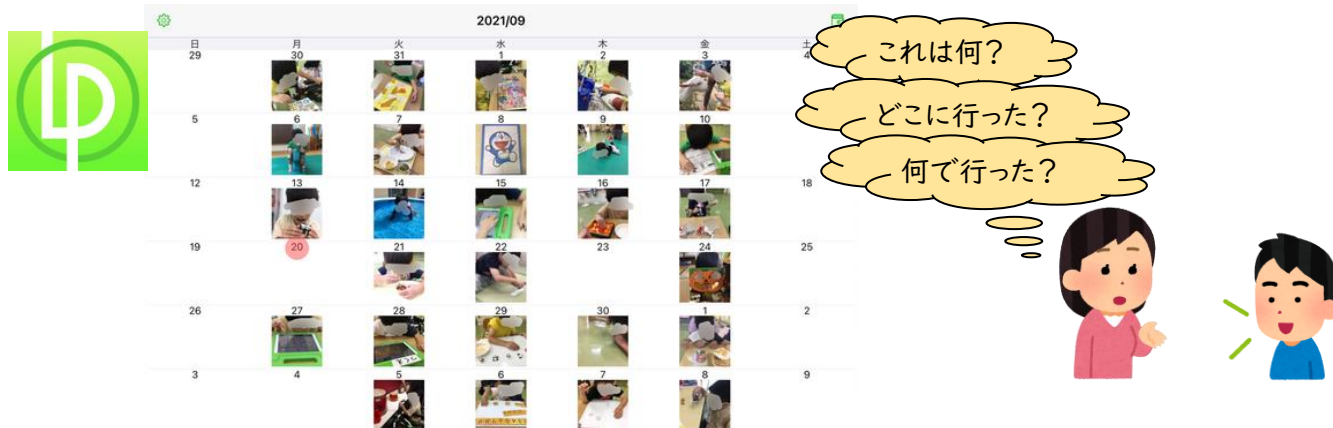 2021/09
日 月 火 水 木 金 土
29 30 31 1 2 3 4
5 6 7 8 9 10
12 13 14 15 16 17 18
19 20 21 22 23 24 25
26 27 28 29 30 1 2
3 4 5 6 7 8 9
これは何?
どこに行った?
何で行った?